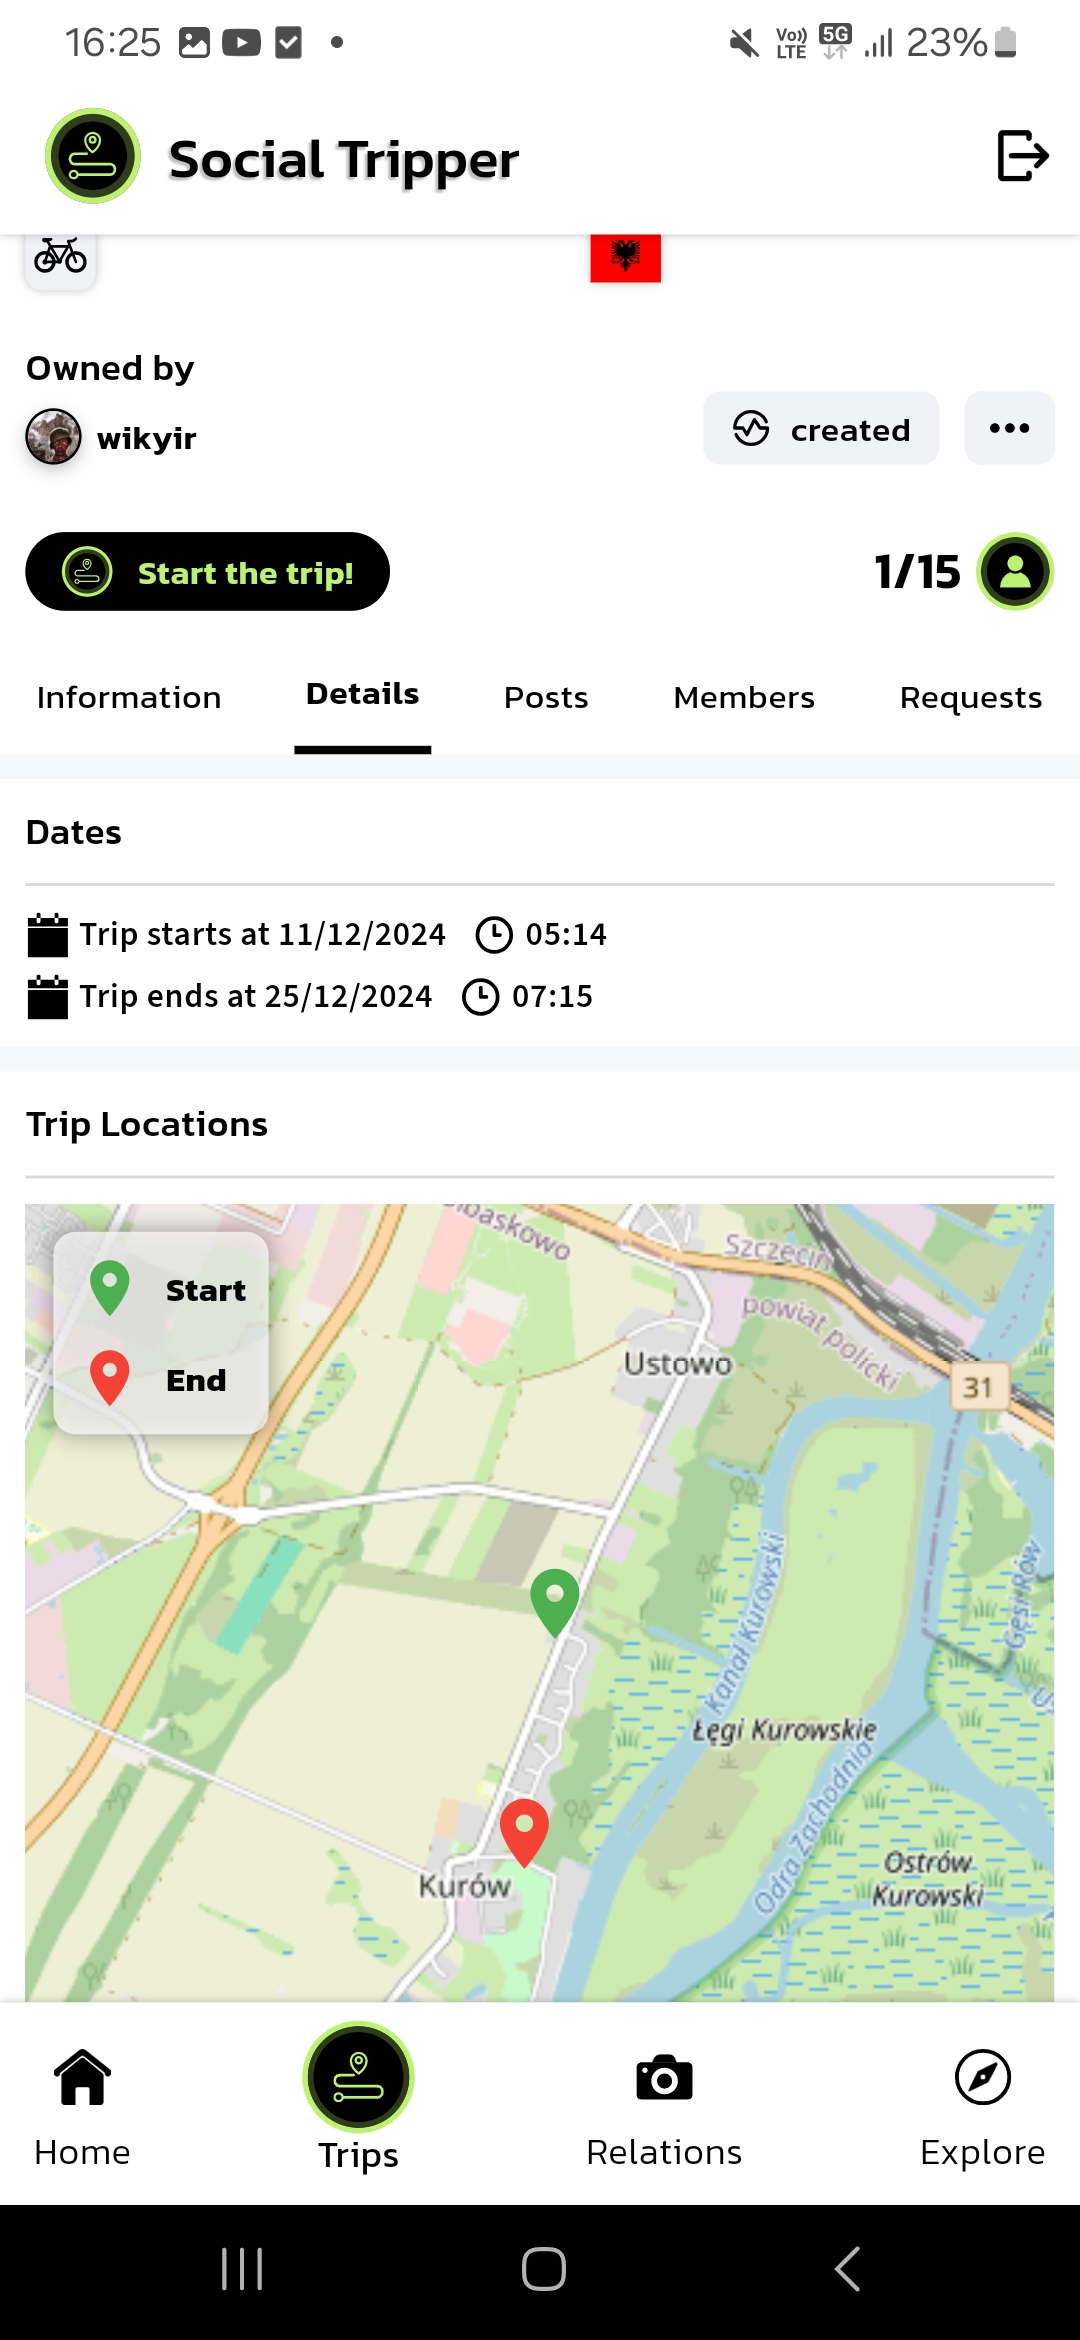 16:25
Vo)) LTE 5G 23%
Social Tripper
Owned by
wikyir
created
Start the trip!
1/15
Information Details Posts Members Requests
Dates
Trip starts at 11/12/2024 05:14
Trip ends at 25/12/2024 07:15
Trip Locations
Start
End
Szczecin
powiat policki
Ustowo
31
Kanał Kurowski
Gęsi Rów
Łęgi Kurowskie
Odra Zachodnia
Ostrów
Kurowski
Kurów
Home Trips Relations Explore